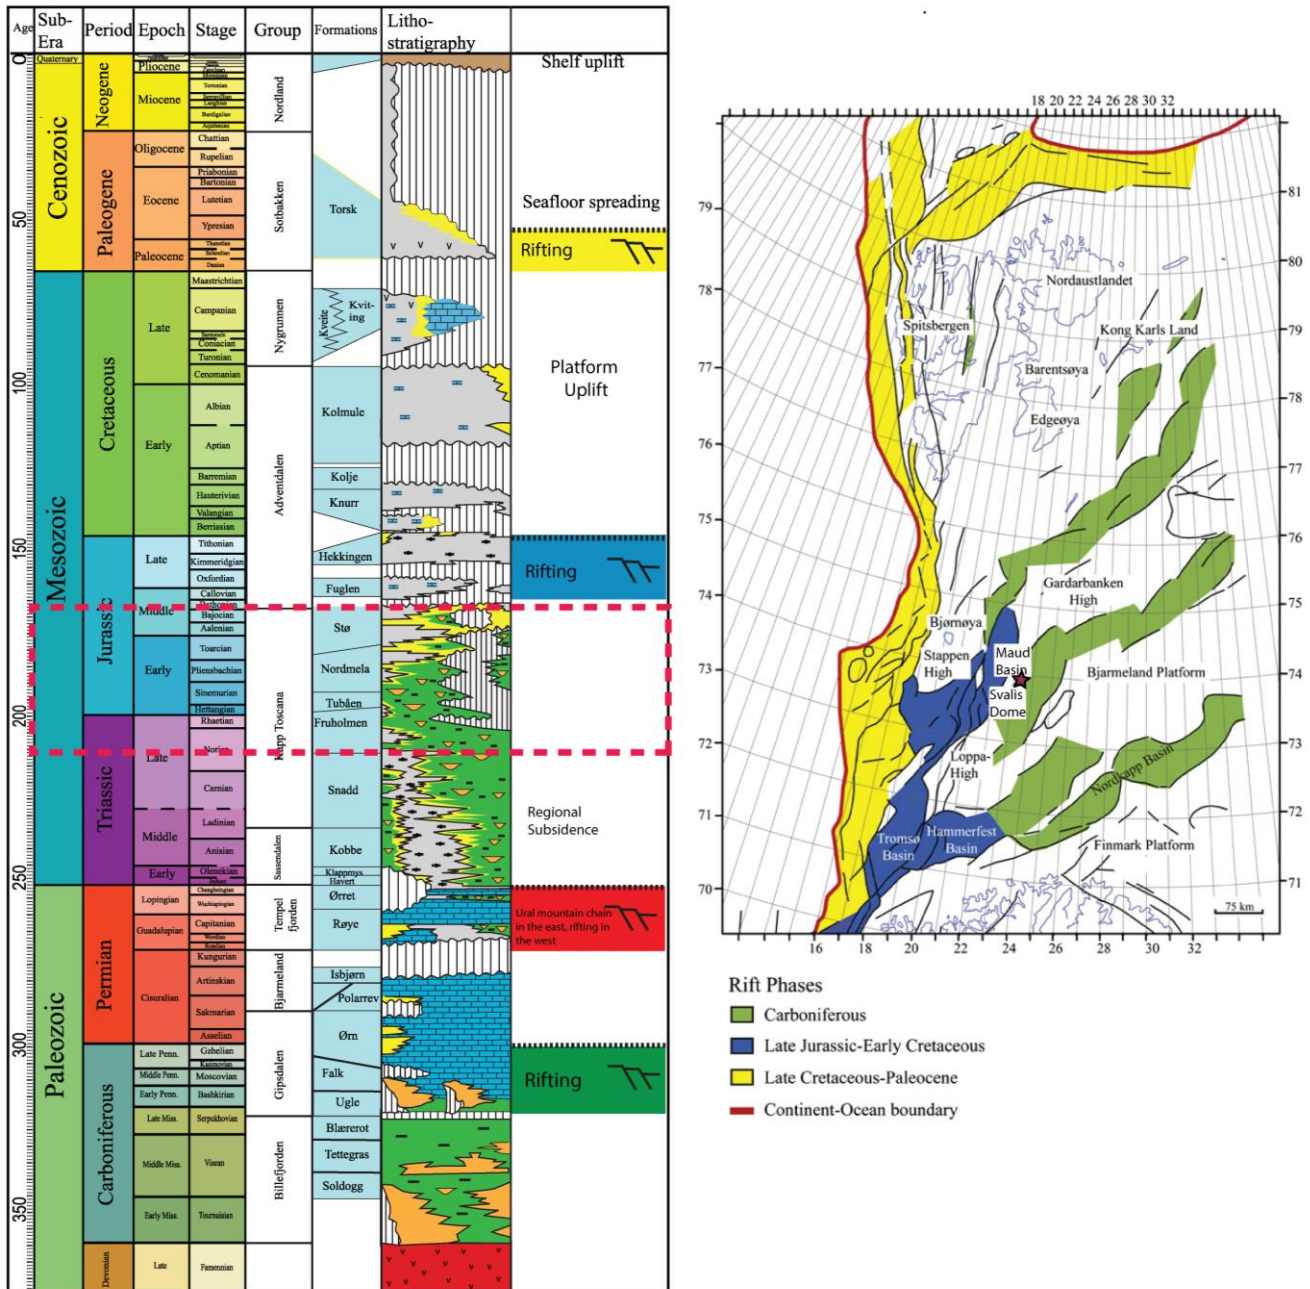 Age
Sub-
Era
Period
Epoch
Stage
Group
Formations
Litho-
stratigraphy
0
50
100
150
200
250
300
350
Quaternary
Cenozoic
Mesozoic
Paleozoic
Neogene
Paleogene
Cretaceous
Jurassic
Triassic
Permian
Carboniferous
Devonian
Pliocene
Miocene
Oligocene
Eocene
Paleocene
Late
Early
Late
Middle
Early
Late
Middle
Early
Lopingian
Guadalupian
Cisuralian
Late Penn.
Middle Penn.
Early Penn.
Late Miss.
Middle Miss.
Early Miss.
Late
Messinian
Tortonian
Serravillian
Langhian
Burdigalian
Aquitanian
Chattian
Rupelian
Priabonian
Bartonian
Lutetian
Ypresian
Thanetian
Selandian
Danian
Maastrichtian
Campanian
Santonian
Coniacian
Turonian
Cenomanian
Albian
Aptian
Barremian
Hauterivian
Valangian
Berriasian
Tithonian
Kimmeridgian
Oxfordian
Callovian
Bathonian
Bajocian
Aalenian
Toarcian
Pliensbachian
Sinemurian
Hettangian
Rhaetian
Norian
Carnian
Ladinian
Anisian
Olenekian
Changhsingian
Wuchiapingian
Capitanian
Wordian
Roadian
Kungurian
Artinskian
Sakmarian
Asselian
Gzhelian
Kasimovian
Moscovian
Bashkirian
Serpukhovian
Visean
Tournaisian
Famennian
Nordland
Sotbakken
Nygrunnen
Adventdalen
Kapp Toscana
Sassendalen
Tempel
fjorden
Bjarmeland
Gipsdalen
Billefjorden
Torsk
Kveite
Kvit-
ing
Kolmule
Kolje
Knurr
Hekkingen
Fuglen
Stø
Nordmela
Tubåen
Fruholmen
Snadd
Kobbe
Klappmys
Havert
Ørret
Røye
Isbjørn
Polarrev
Ørn
Falk
Ugle
Blærerot
Tettegras
Soldogg
Shelf uplift
Seafloor spreading
Rifting
Platform
Uplift
Rifting
Regional
Subsidence
Ural mountain chain
in the east, rifting in
the west
Rifting
18 20 22 24 26 28 30 32
79
78
77
76
75
74
73
72
71
70
81
80
79
78
77
76
75
74
73
72
71
16 18 20 22 24 26 28 30 32
Nordaustlandet
Spitsbergen
Kong Karls Land
Barentsøya
Edgeøya
Gardarbanken
High
Bjørnøya
Stappen
High
Maud
Basin
Svalis
Dome
Bjarmeland Platform
Loppa-
High
Nordkapp Basin
Tromsø
Basin
Hammerfest
Basin
Finmark Platform
75 km
Rift Phases
Carboniferous
Late Jurassic-Early Cretaceous
Late Cretaceous-Paleocene
Continent-Ocean boundary